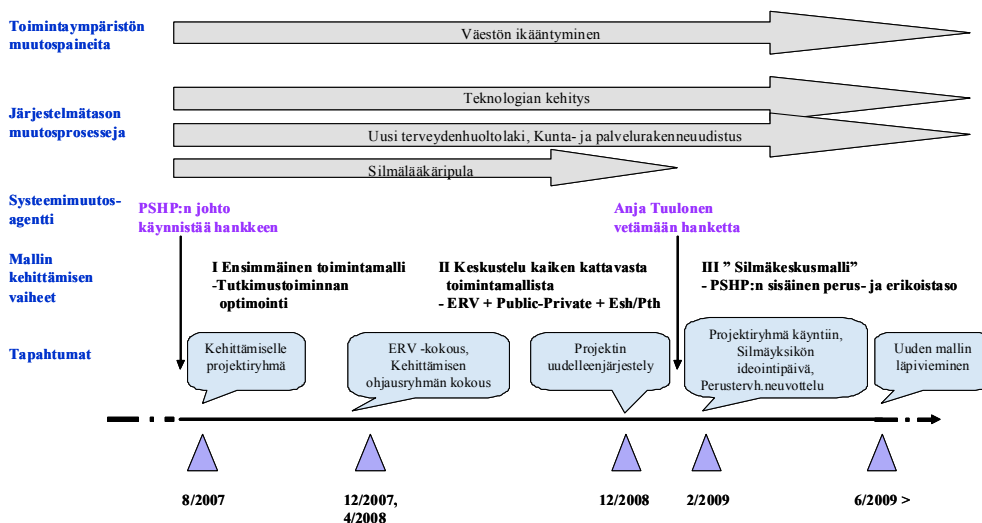 Toimintaympäristön
muutospaineita
Väestön ikääntyminen
Järjestelmätason
muutosprosesseja
Teknologian kehitys
Uusi terveydenhuoltolaki, Kunta- ja palvelurakenneuudistus
Silmälääkäripula
Systeemimuutos-
agentti
PSHP:n johto
käynnistää hankkeen
Anja Tuulonen
vetämään hanketta
Mallin
kehittämisen
vaiheet
I Ensimmäinen toimintamalli
-Tutkimustoiminnan
optimointi
II Keskustelu kaiken kattavasta
toimintamallista
- ERV + Public-Private + Esh/Pth
III ” Silmäkeskusmalli”
- PSHP:n sisäinen perus- ja erikoistaso
Tapahtumat
Kehittämiselle
projektiryhmä
ERV -kokous,
Kehittämisen
ohjausryhmän kokous
Projektin
uudelleenjärjestely
Projektiryhmä käyntiin,
Silmäyksikön
ideointipäivä,
Perustervh.neuvottelu
Uuden mallin
läpivieminen
8/2007
12/2007,
4/2008
12/2008
2/2009
6/2009 >